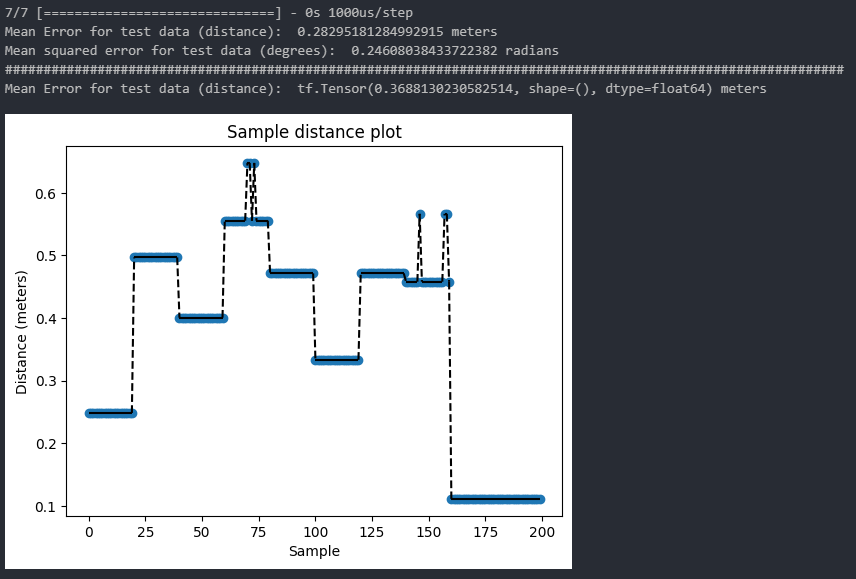 7/7 [==============================] - 0s 1000us/step
Mean Error for test data (distance):  0.28295181284992915 meters
Mean squared error for test data (degrees):  0.24608038433722382 radians
#############################################################################################################
Mean Error for test data (distance):  tf.Tensor(0.3688130230582514, shape=(), dtype=float64) meters
Sample distance plot
Distance (meters)
0.6
0.5
0.4
0.3
0.2
0.1
0 25 50 75 100 125 150 175 200
Sample